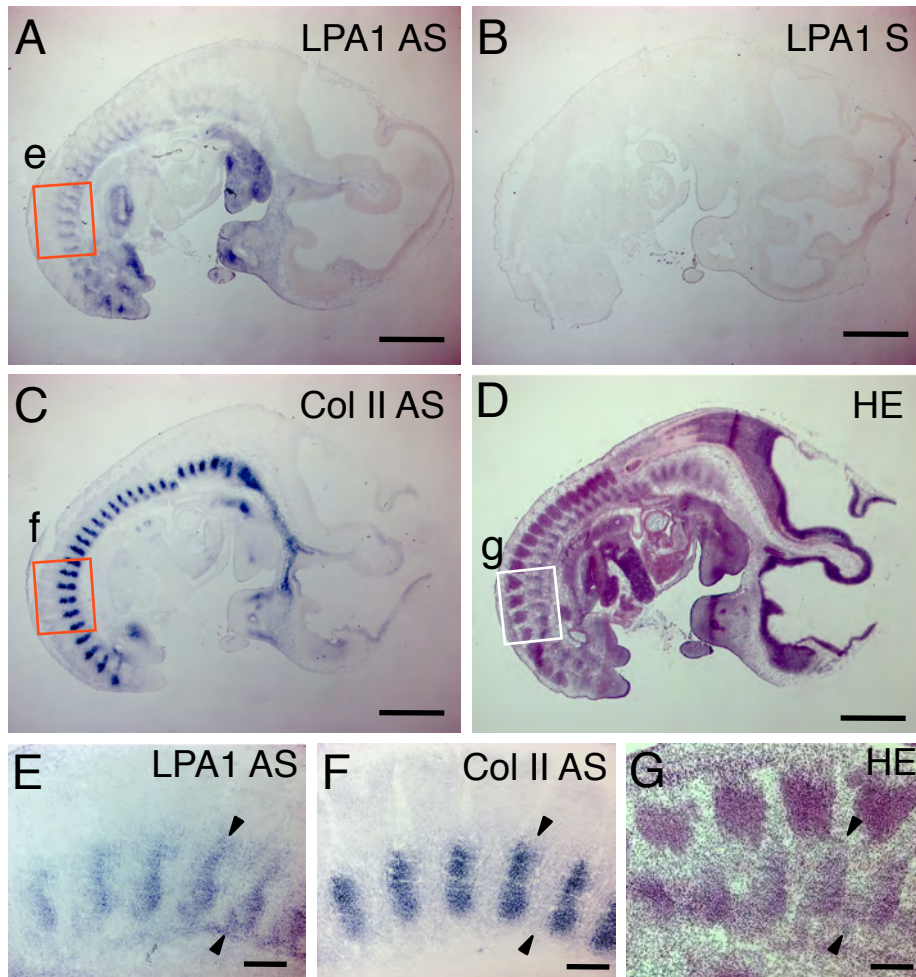 A LPA1 AS
B LPA1 S
e
C Col II AS
D HE
f
g
E LPA1 AS
F Col II AS
G HE